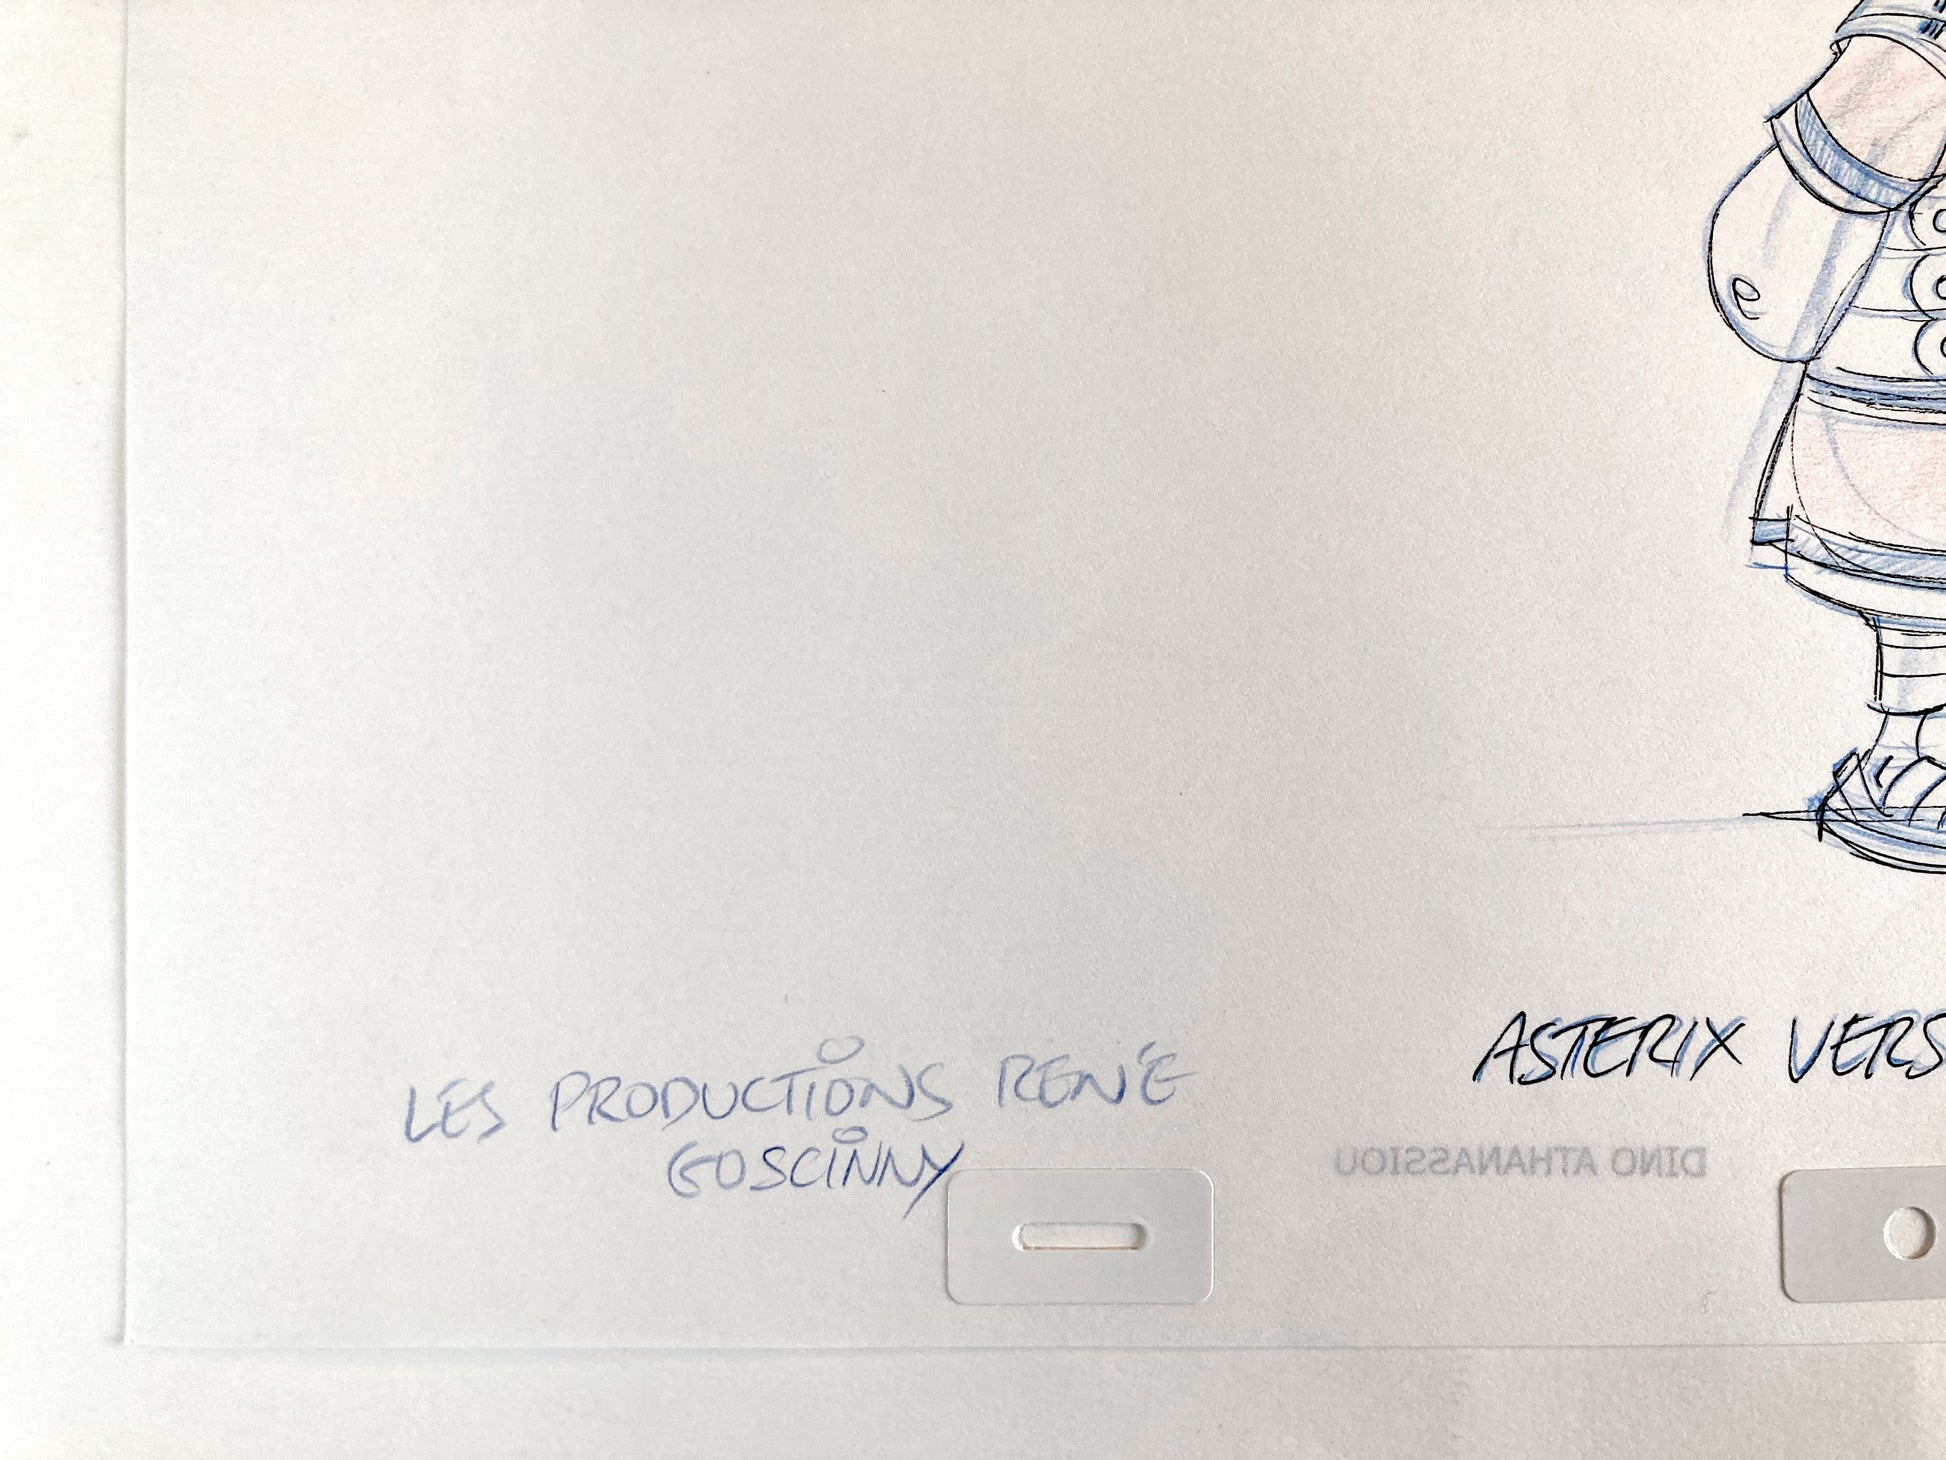 ASTERIX VERS
LES PRODUCTIONS RENÉ
GOSCINNY
DINO ATHANASSIOU